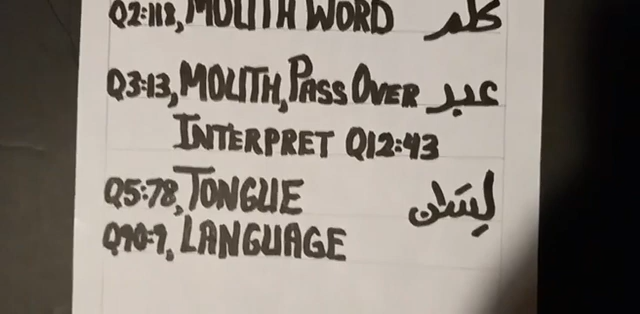 Q2:118, MOUTH WORD كلم
Q3:13, MOUTH, PASS OVER عبر
INTERPRET Q12:43
Q5:78, TONGUE لِسَٰن
Q90:9, LANGUAGE